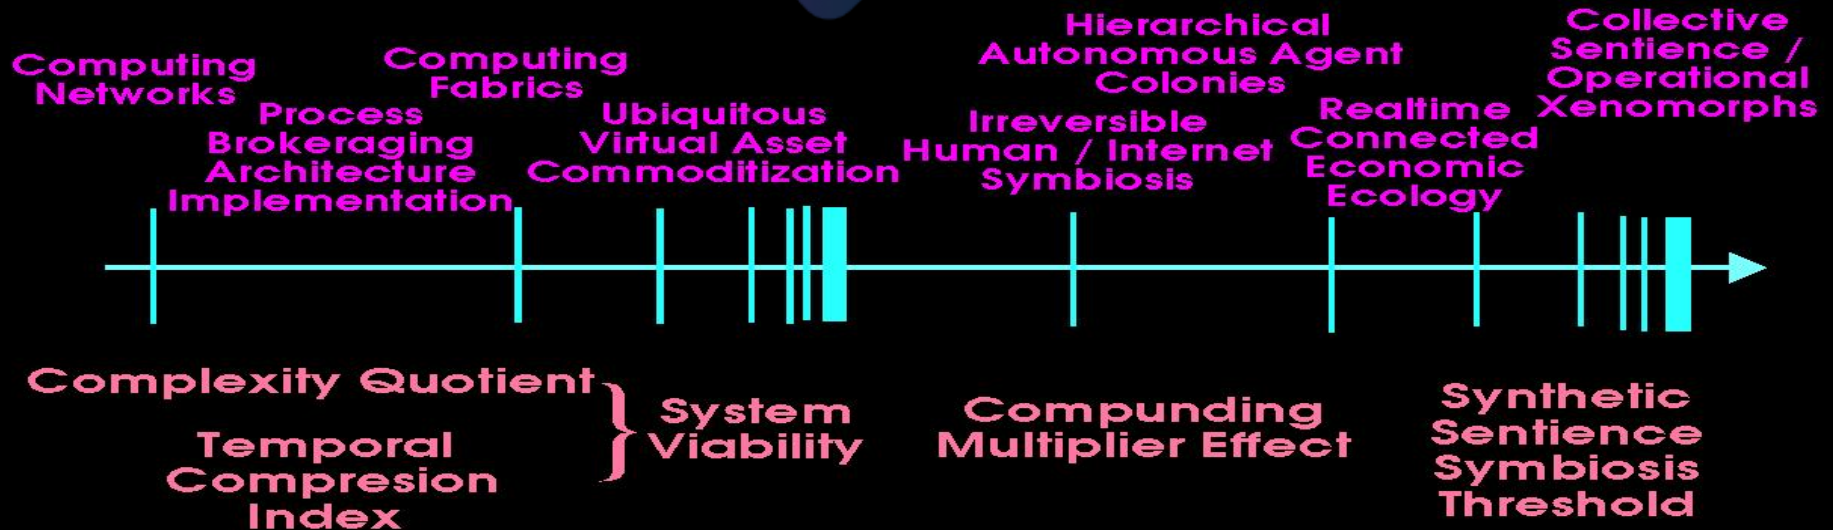 Computing
Networks
Process
Brokeraging
Architecture
Implementation
Computing
Fabrics
Ubiquitous
Virtual Asset
Commoditization
Hierarchical
Autonomous Agent
Colonies
Irreversible
Human / Internet
Symbiosis
Realtime
Connected
Economic
Ecology
Collective
Sentience /
Operational
Xenomorphs
Complexity Quotient
Temporal
Compresion
Index
System
Viability
Compunding
Multiplier Effect
Synthetic
Sentience
Symbiosis
Threshold